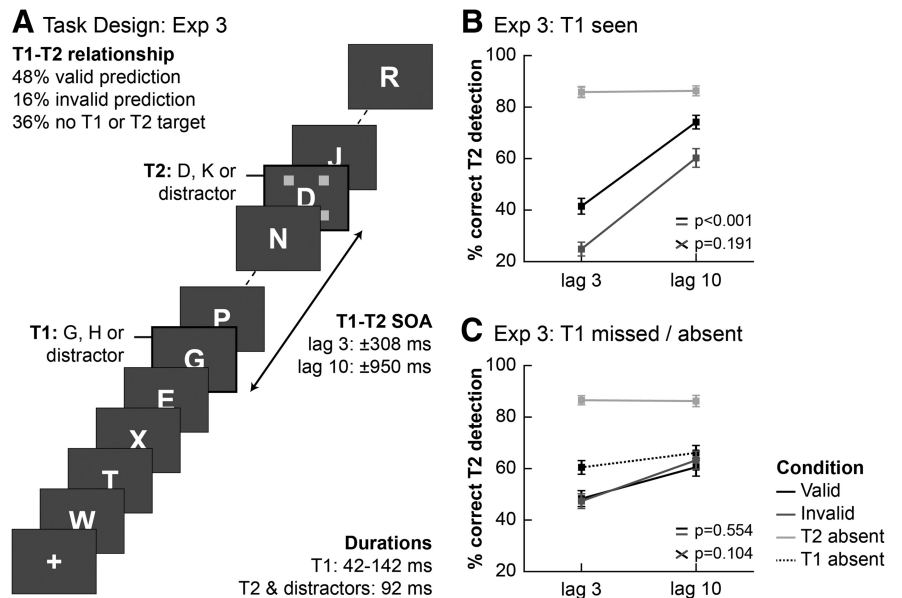 A Task Design: Exp 3
T1-T2 relationship
48% valid prediction
16% invalid prediction
36% no T1 or T2 target
R
J
T2: D, K or
distractor
D
N
P
T1: G, H or
distractor
G
E
X
T
W
+
T1-T2 SOA
lag 3: ±308 ms
lag 10: ±950 ms
Durations
T1: 42-142 ms
T2 & distractors: 92 ms
B Exp 3: T1 seen
% correct T2 detection
100
80
60
40
20
lag 3
lag 10
p<0.001
p=0.191
C Exp 3: T1 missed / absent
% correct T2 detection
100
80
60
40
20
lag 3
lag 10
p=0.554
p=0.104
Condition
Valid
Invalid
T2 absent
T1 absent